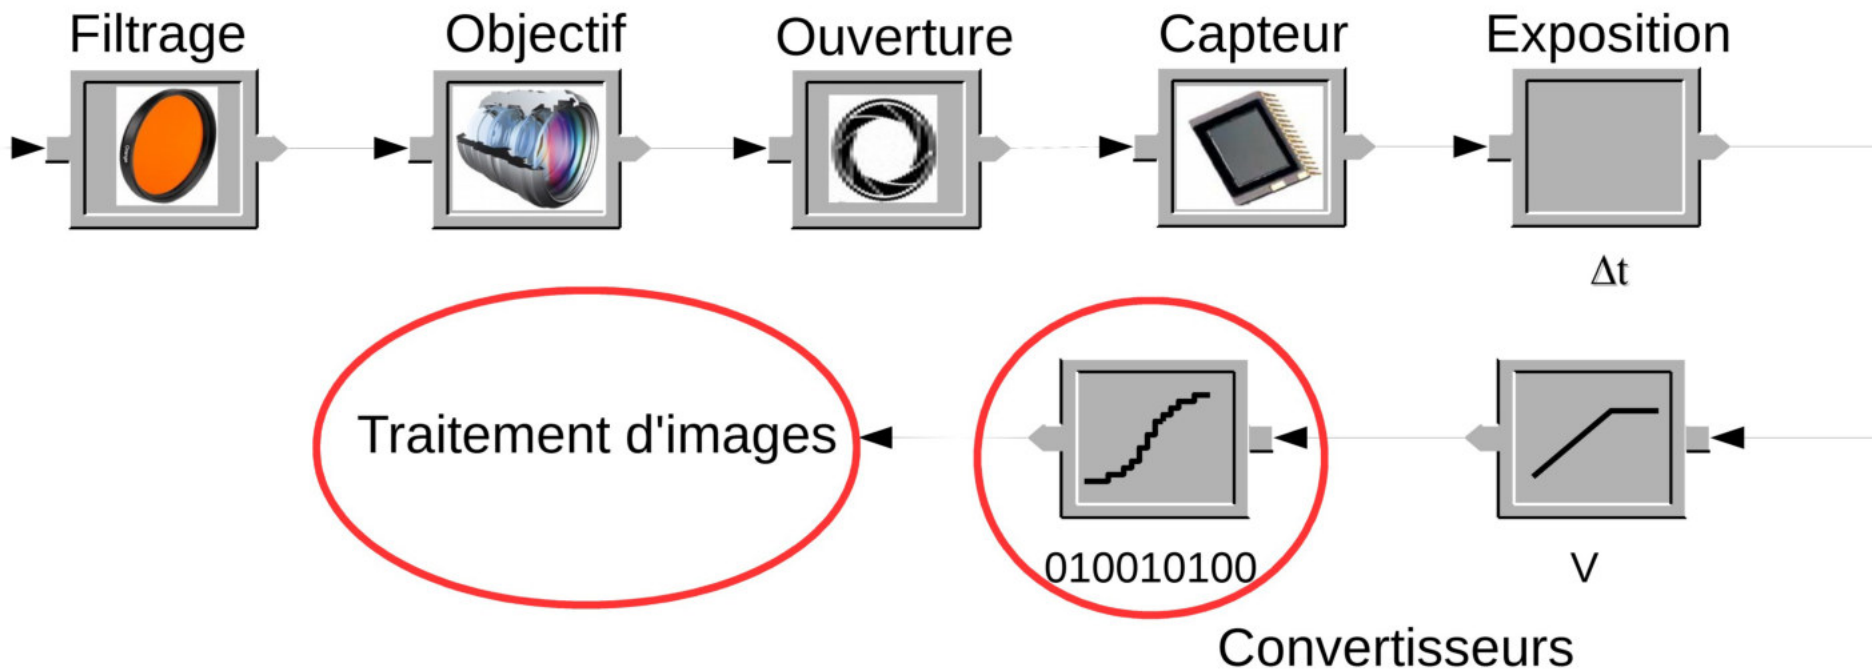 Filtrage
Objectif
Ouverture
Capteur
Exposition
Δt
Traitement d'images
010010100
V
Convertisseurs